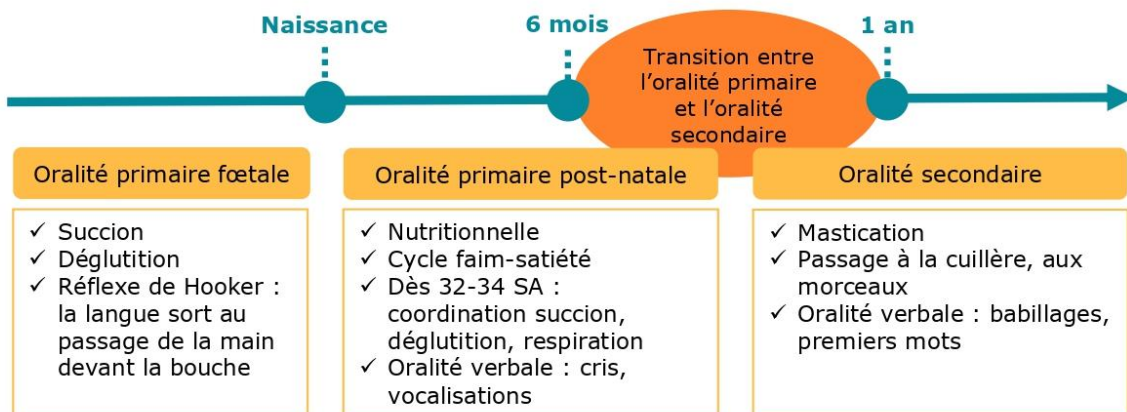 Naissance
6 mois
1 an
Transition entre
l'oralité primaire
et l'oralité
secondaire
Oralité primaire fœtale
✓ Succion
✓ Déglutition
✓ Réflexe de Hooker :
la langue sort au
passage de la main
devant la bouche
Oralité primaire post-natale
✓ Nutritionnelle
✓ Cycle faim-satiété
✓ Dès 32-34 SA :
coordination succion,
déglutition, respiration
✓ Oralité verbale : cris,
vocalisations
Oralité secondaire
✓ Mastication
✓ Passage à la cuillère, aux
morceaux
✓ Oralité verbale : babillages,
premiers mots